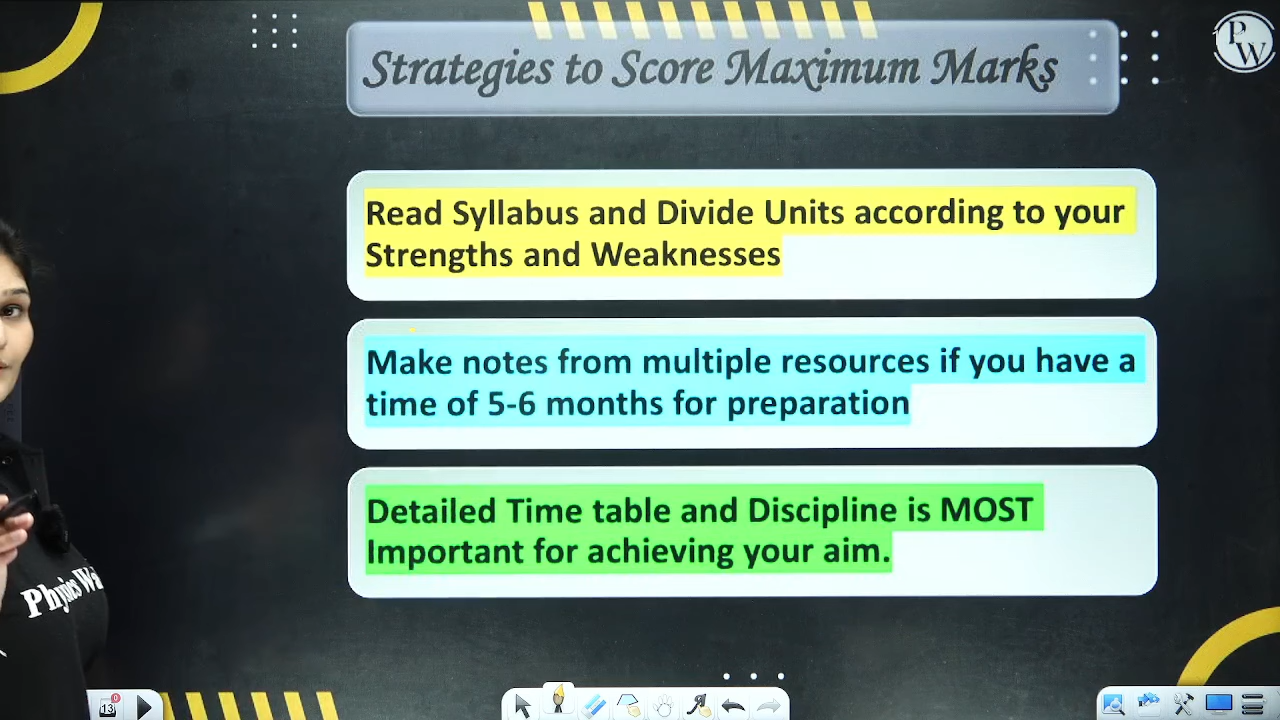 Strategies to Score Maximum Marks
PW
Read Syllabus and Divide Units according to your
Strengths and Weaknesses
Make notes from multiple resources if you have a
time of 5-6 months for preparation
Detailed Time table and Discipline is MOST
Important for achieving your aim.
Physics Wa
13
0